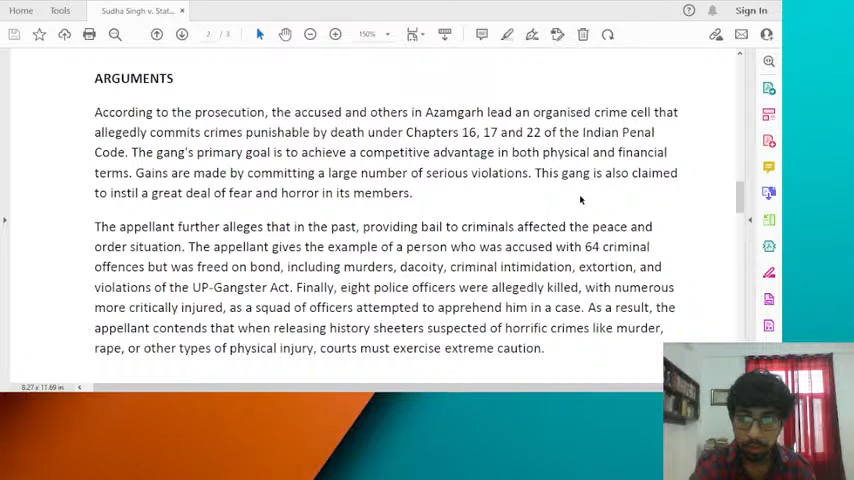 Home Tools Sudha Singh v. Stat... × Sign In
2 / 3 150%
ARGUMENTS
According to the prosecution, the accused and others in Azamgarh lead an organised crime cell that
allegedly commits crimes punishable by death under Chapters 16, 17 and 22 of the Indian Penal
Code. The gang's primary goal is to achieve a competitive advantage in both physical and financial
terms. Gains are made by committing a large number of serious violations. This gang is also claimed
to instil a great deal of fear and horror in its members.
The appellant further alleges that in the past, providing bail to criminals affected the peace and
order situation. The appellant gives the example of a person who was accused with 64 criminal
offences but was freed on bond, including murders, dacoity, criminal intimidation, extortion, and
violations of the UP-Gangster Act. Finally, eight police officers were allegedly killed, with numerous
more critically injured, as a squad of officers attempted to apprehend him in a case. As a result, the
appellant contends that when releasing history sheeters suspected of horrific crimes like murder,
rape, or other types of physical injury, courts must exercise extreme caution.
8.27 x 11.69 in